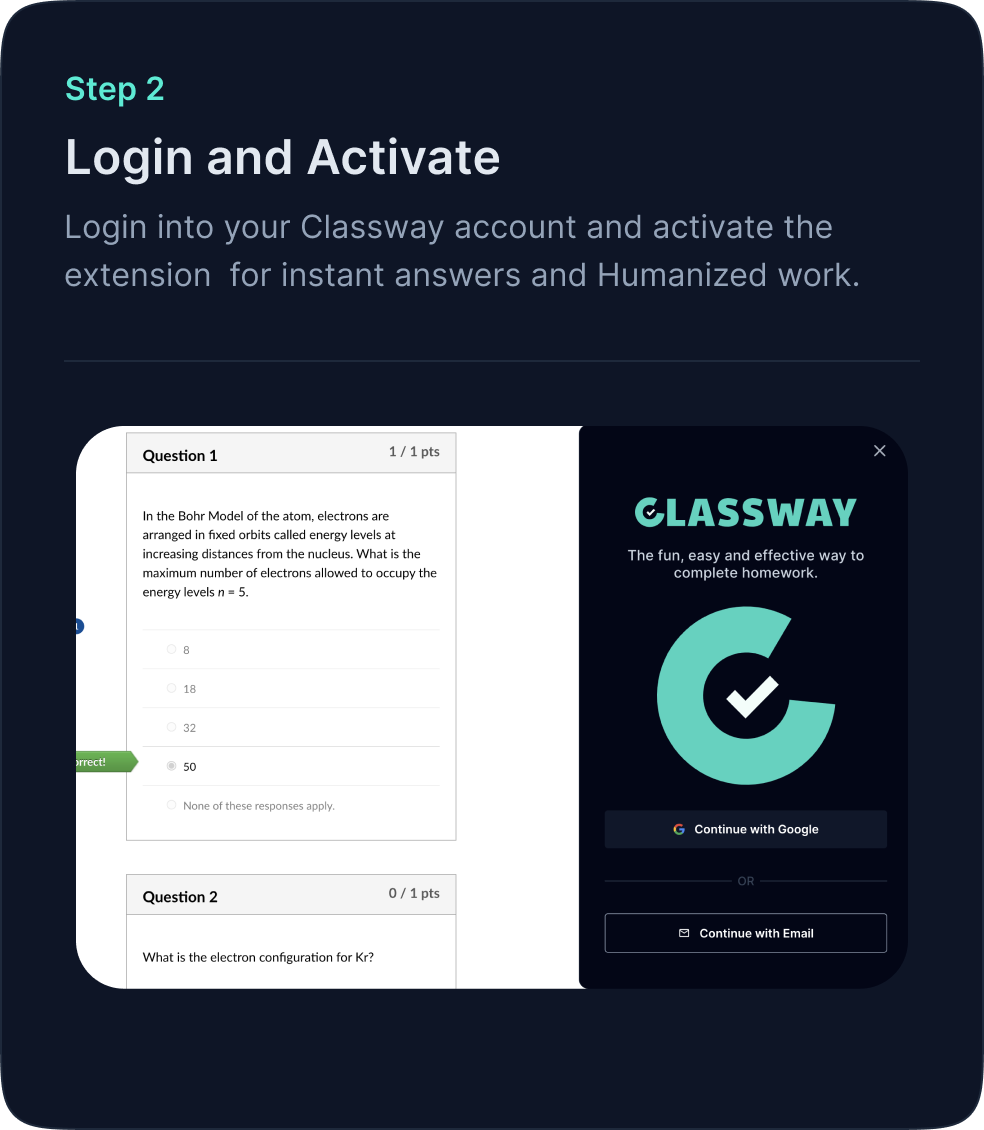 Step 2
Login and Activate
Login into your Classway account and activate the
extension  for instant answers and Humanized work.
Question 1
1 / 1 pts
In the Bohr Model of the atom, electrons are
arranged in fixed orbits called energy levels at
increasing distances from the nucleus. What is the
maximum number of electrons allowed to occupy the
energy levels n = 5.
8
18
32
orrect!
50
None of these responses apply.
Question 2
0 / 1 pts
What is the electron configuration for Kr?
CLASSWAY
The fun, easy and effective way to
complete homework.
Continue with Google
OR
Continue with Email